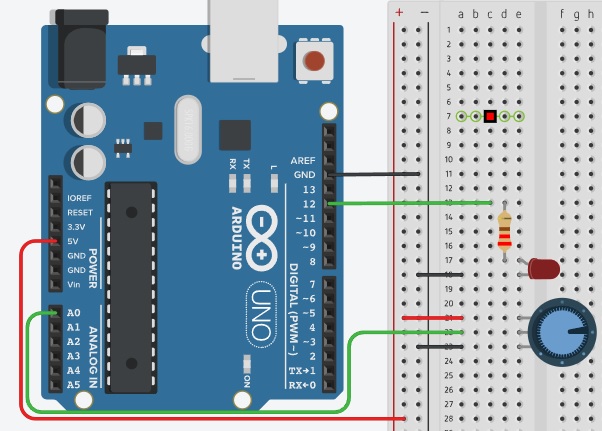 + − a b c d e f g h
1
2
3
4
5
6
7
8
9
10
11
12
13
14
15
16
17
18
19
20
21
22
23
24
25
26
27
28
AREF
GND
13
12
~11
~10
~9
8
7
~6
~5
4
~3
2
TX→1
RX←0
DIGITAL (PWM~)
RX
TX
L
ARDUINO
UNO
ON
IOREF
RESET
3.3V
5V
GND
GND
Vin
POWER
A0
A1
A2
A3
A4
A5
ANALOG IN